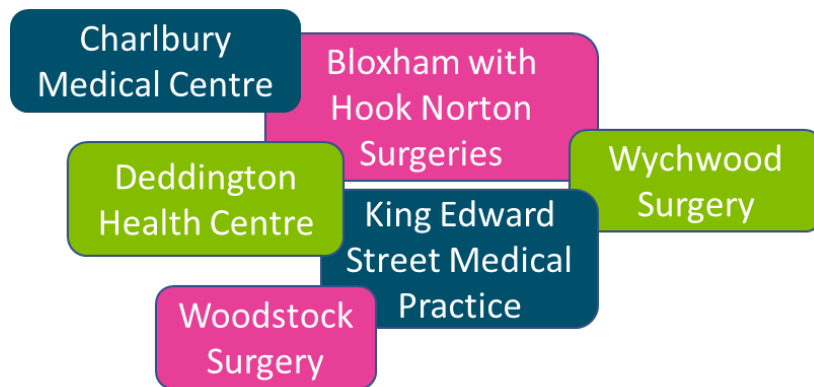 Charlbury
Medical Centre
Bloxham with
Hook Norton
Surgeries
Deddington
Health Centre
Wychwood
Surgery
King Edward
Street Medical
Practice
Woodstock
Surgery